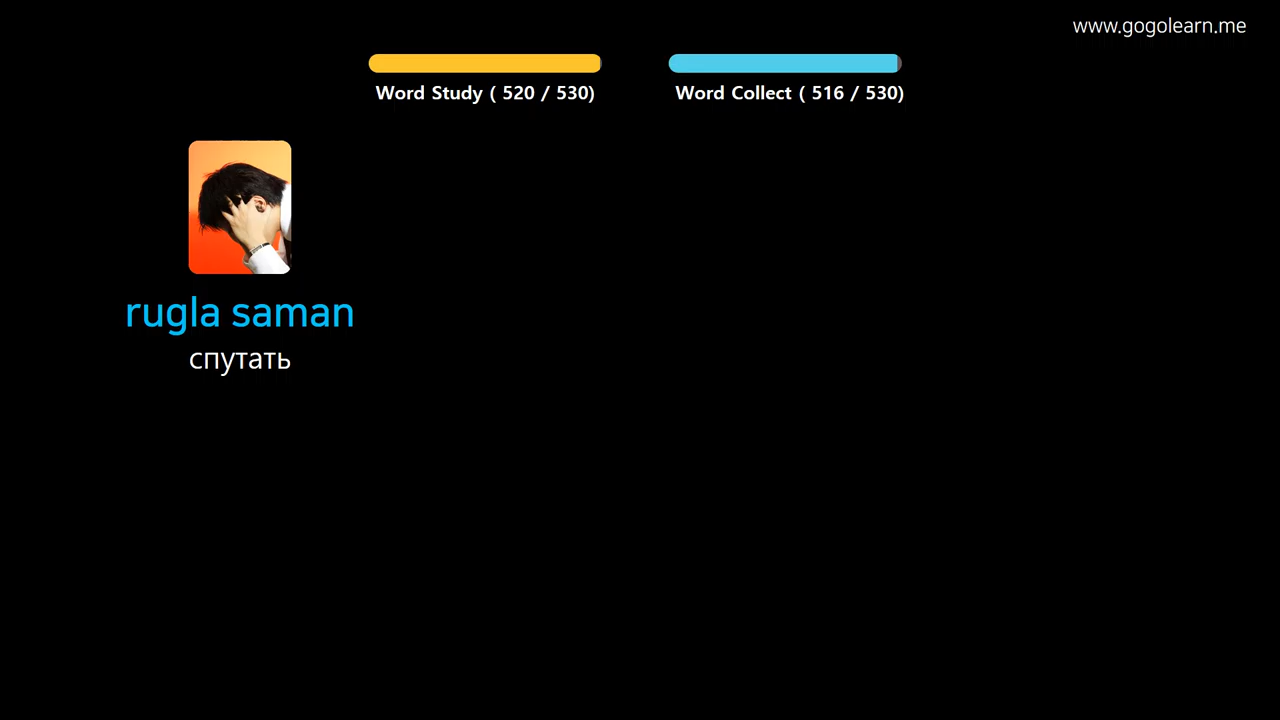 www.gogolearn.me
Word Study ( 520 / 530)
Word Collect ( 516 / 530)
rugla saman
спутать